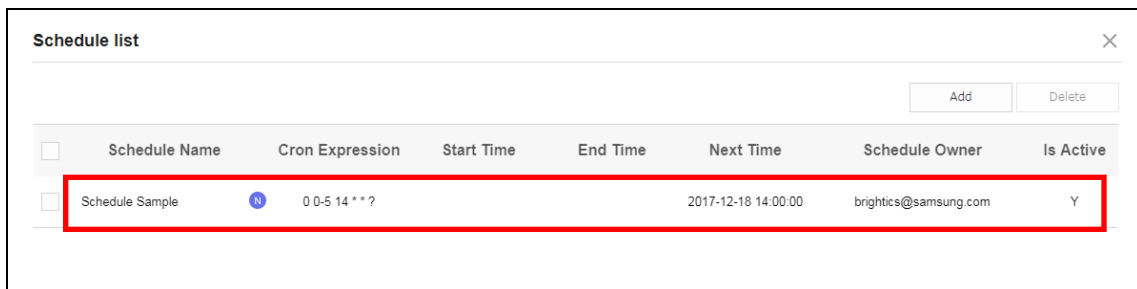 Schedule list
Add Delete
Schedule Name Cron Expression Start Time End Time Next Time Schedule Owner Is Active
Schedule Sample N 0 0-5 14 * * ? 2017-12-18 14:00:00 brightics@samsung.com Y